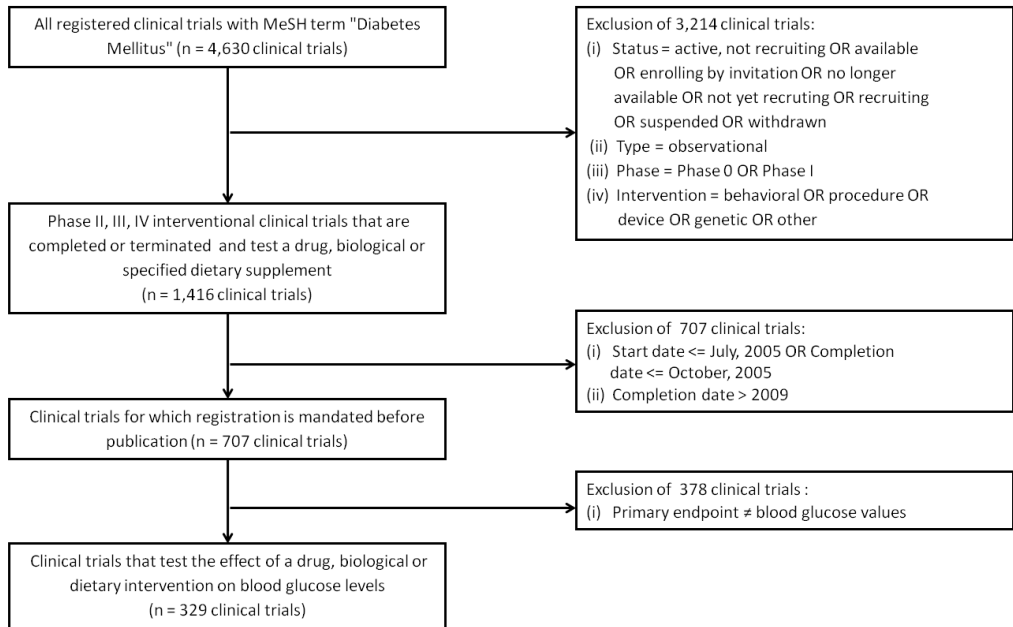 All registered clinical trials with MeSH term "Diabetes
Mellitus" (n = 4,630 clinical trials)
Exclusion of 3,214 clinical trials:
(i) Status = active, not recruiting OR available
OR enrolling by invitation OR no longer
available OR not yet recruting OR recruiting
OR suspended OR withdrawn
(ii) Type = observational
(iii) Phase = Phase 0 OR Phase I
(iv) Intervention = behavioral OR procedure OR
device OR genetic OR other
Phase II, III, IV interventional clinical trials that are
completed or terminated and test a drug, biological or
specified dietary supplement
(n = 1,416 clinical trials)
Exclusion of 707 clinical trials:
(i) Start date <= July, 2005 OR Completion
date <= October, 2005
(ii) Completion date > 2009
Clinical trials for which registration is mandated before
publication (n = 707 clinical trials)
Exclusion of 378 clinical trials :
(i) Primary endpoint ≠ blood glucose values
Clinical trials that test the effect of a drug, biological or
dietary intervention on blood glucose levels
(n = 329 clinical trials)